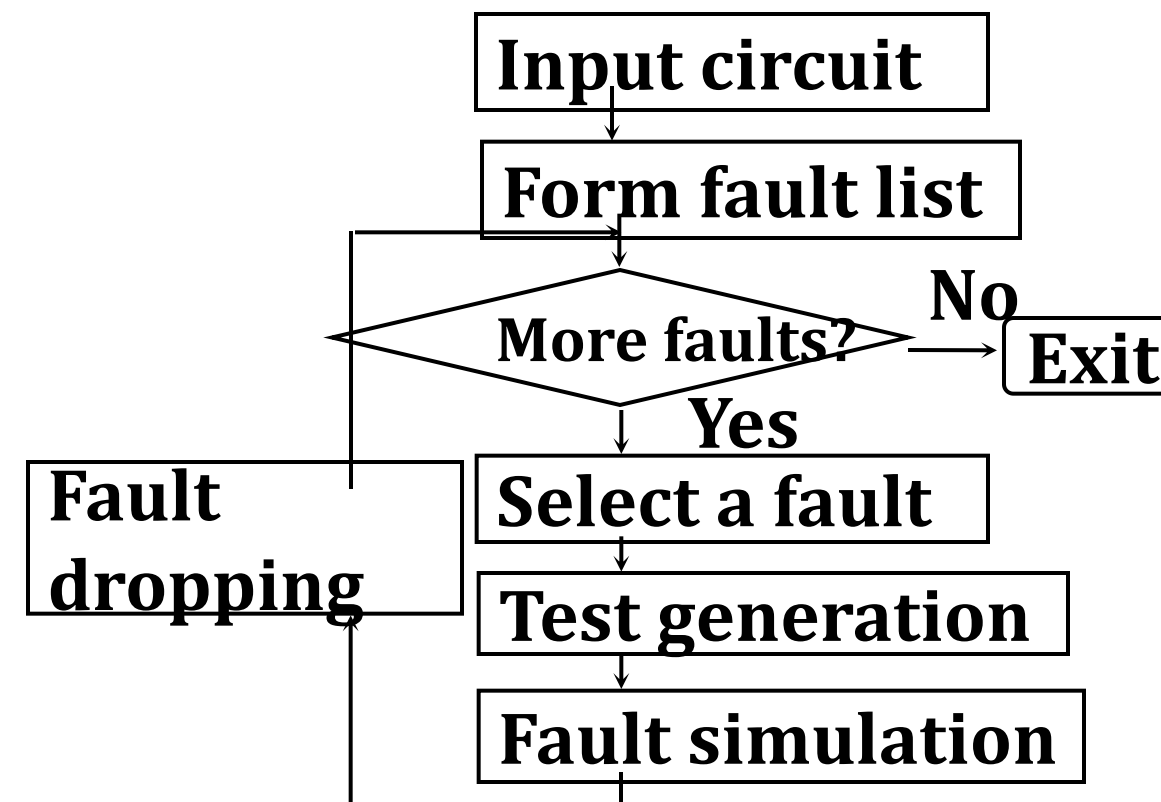 Input circuit
Form fault list
More faults?
No
Exit
Yes
Select a fault
Fault
dropping
Test generation
Fault simulation